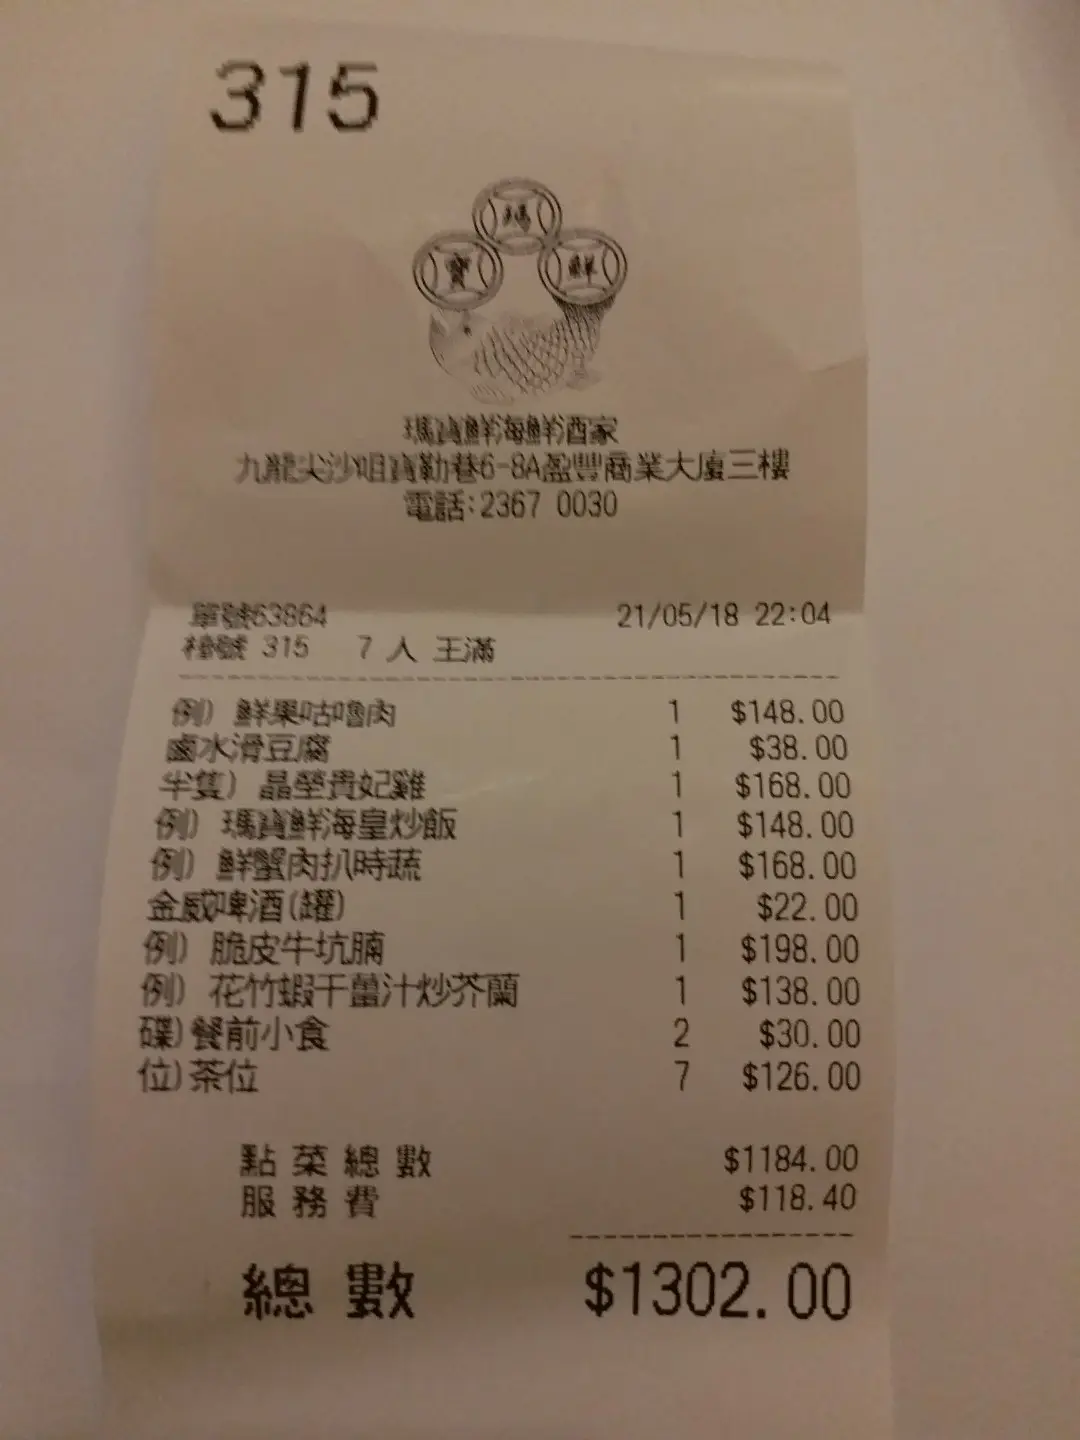 315
瑪
寶 鮮
瑪寶鮮海鮮酒家
九龍尖沙咀寶勒巷6-8A盈豐商業大廈三樓
電話:2367 0030
單號63864 21/05/18 22:04
檯號 315 7 人 王滿
例) 鮮果咕嚕肉 1 $148.00
鹵水滑豆腐 1 $38.00
半隻) 晶瑩貴妃雞 1 $168.00
例) 瑪寶鮮海皇炒飯 1 $148.00
例) 鮮蟹肉扒時蔬 1 $168.00
金威啤酒(罐) 1 $22.00
例) 脆皮牛坑腩 1 $198.00
例) 花竹蝦干薑汁炒芥蘭 1 $138.00
碟) 餐前小食 2 $30.00
位) 茶位 7 $126.00
點菜總數 $1184.00
服務費 $118.40
總數 $1302.00